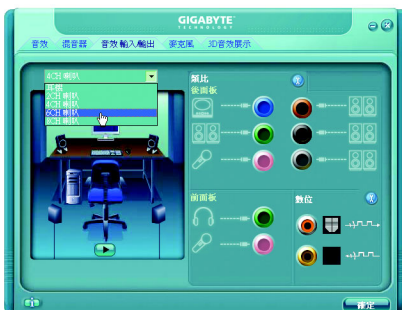 GIGABYTE
TECHNOLOGY
音效 混音器 音效輸入/輸出 麥克風 3D音效展示
4CH 喇叭
耳機
2CH 喇叭
4CH 喇叭
6CH 喇叭
8CH 喇叭
類比
後面板
前面板
數位
確定